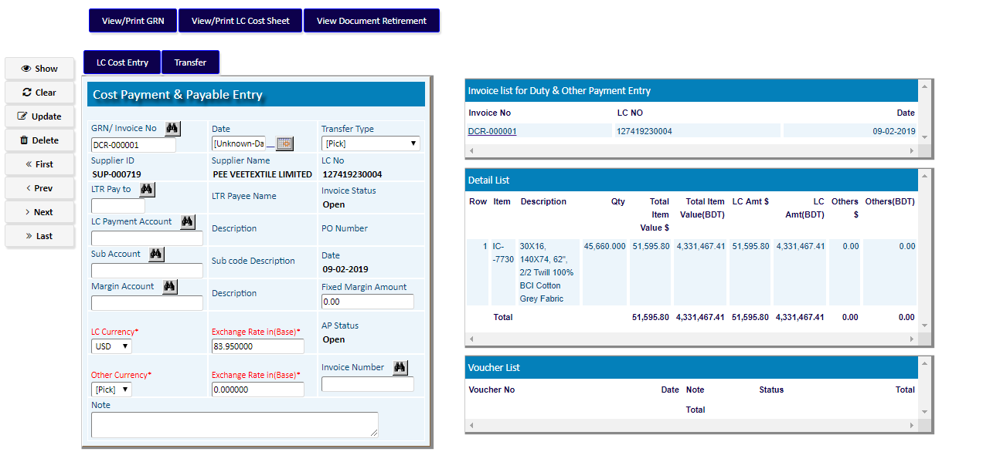 View/Print GRN View/Print LC Cost Sheet View Document Retirement
LC Cost Entry Transfer
Show
Clear
Update
Delete
First
Prev
Next
Last
Cost Payment & Payable Entry
GRN/ Invoice No Date Transfer Type
DCR-000001 [Unknown-Da [Pick]
Supplier ID Supplier Name LC No
SUP-000719 PEE VEETEXTILE LIMITED 127419230004
LTR Pay to LTR Payee Name Invoice Status
Open
LC Payment Account Description PO Number
Sub Account Sub code Description Date
09-02-2019
Margin Account Description Fixed Margin Amount
0.00
LC Currency* Exchange Rate in(Base)* AP Status
USD 83.950000 Open
Other Currency* Exchange Rate in(Base)* Invoice Number
[Pick] 0.000000
Note
Invoice list for Duty & Other Payment Entry
Invoice No LC NO Date
DCR-000001 127419230004 09-02-2019
Detail List
Row Item Description Qty Total Item Value $ Total Item Value(BDT) LC Amt $ LC Amt(BDT) Others $ Others(BDT)
1 IC- 30X16, 45,660.000 51,595.80 4,331,467.41 51,595.80 4,331,467.41 0.00 0.00
-7730 140X74, 62",
2/2 Twill 100%
BCI Cotton
Grey Fabric
Total 51,595.80 4,331,467.41 51,595.80 4,331,467.41 0.00 0.00
Voucher List
Voucher No Date Note Status Total
Total